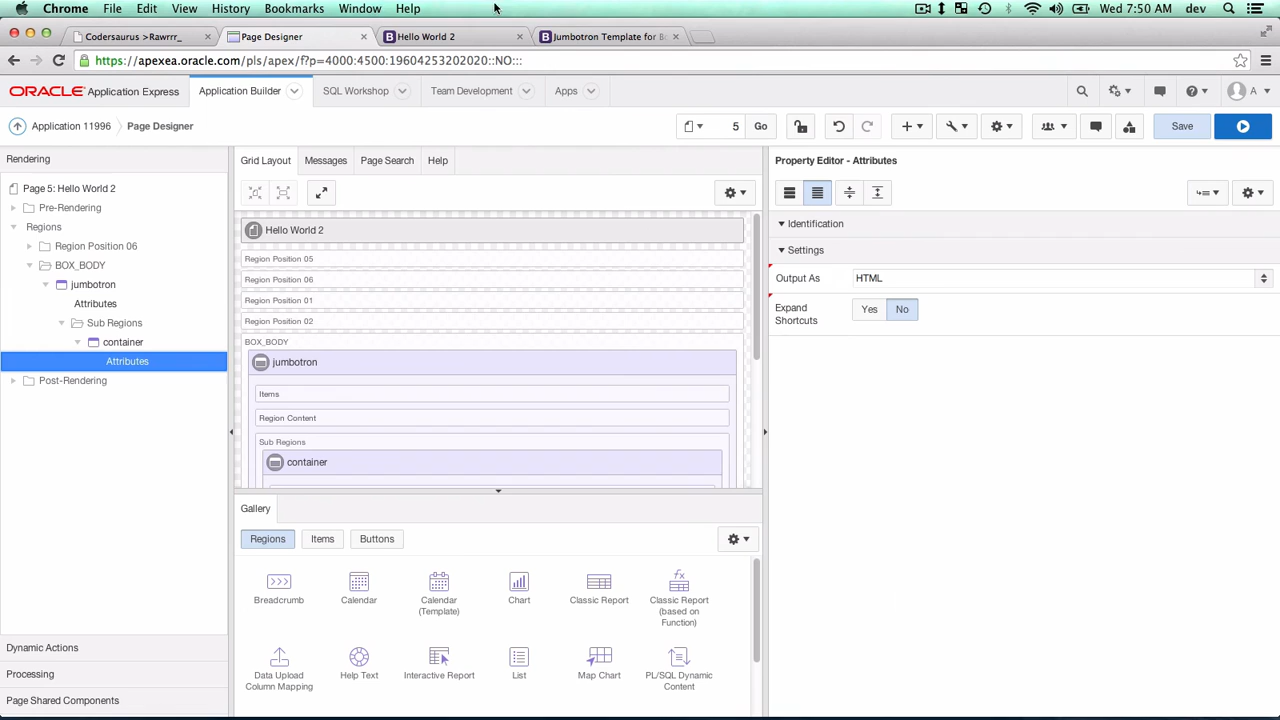 Chrome File Edit View History Bookmarks Window Help Wed 7:50 AM dev
Codersaurus >Rawrrr_ Page Designer Hello World 2 Jumbotron Template for Bo
https://apexea.oracle.com/pls/apex/f?p=4000:4500:19604253202020::NO:::
ORACLE Application Express Application Builder SQL Workshop Team Development Apps A
Application 11996 Page Designer 5 Go Save
Rendering
Page 5: Hello World 2
Pre-Rendering
Regions
Region Position 06
BOX_BODY
jumbotron
Attributes
Sub Regions
container
Attributes
Post-Rendering
Dynamic Actions
Processing
Page Shared Components
Grid Layout Messages Page Search Help
Hello World 2
Region Position 05
Region Position 06
Region Position 01
Region Position 02
BOX_BODY
jumbotron
Items
Region Content
Sub Regions
container
Gallery
Regions Items Buttons
Breadcrumb Calendar Calendar (Template) Chart Classic Report Classic Report (based on Function)
Data Upload Column Mapping Help Text Interactive Report List Map Chart PL/SQL Dynamic Content
Property Editor - Attributes
Identification
Settings
Output As HTML
Expand Shortcuts Yes No